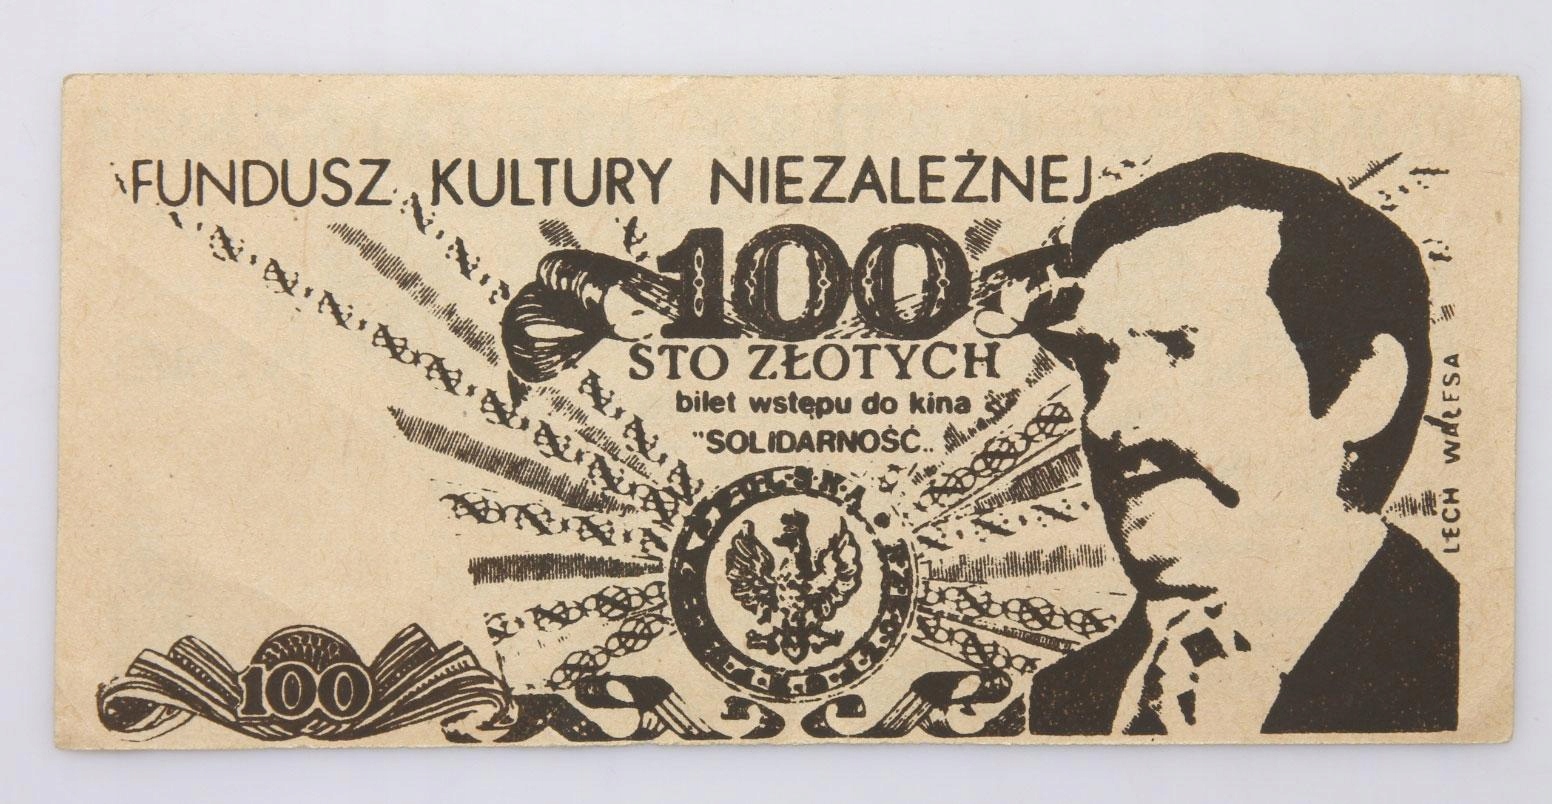 FUNDUSZ KULTURY NIEZALEŻNEJ
100
STO ZŁOTYCH
bilet wstępu do kina
"SOLIDARNOŚĆ„
LECH WAŁESA
100